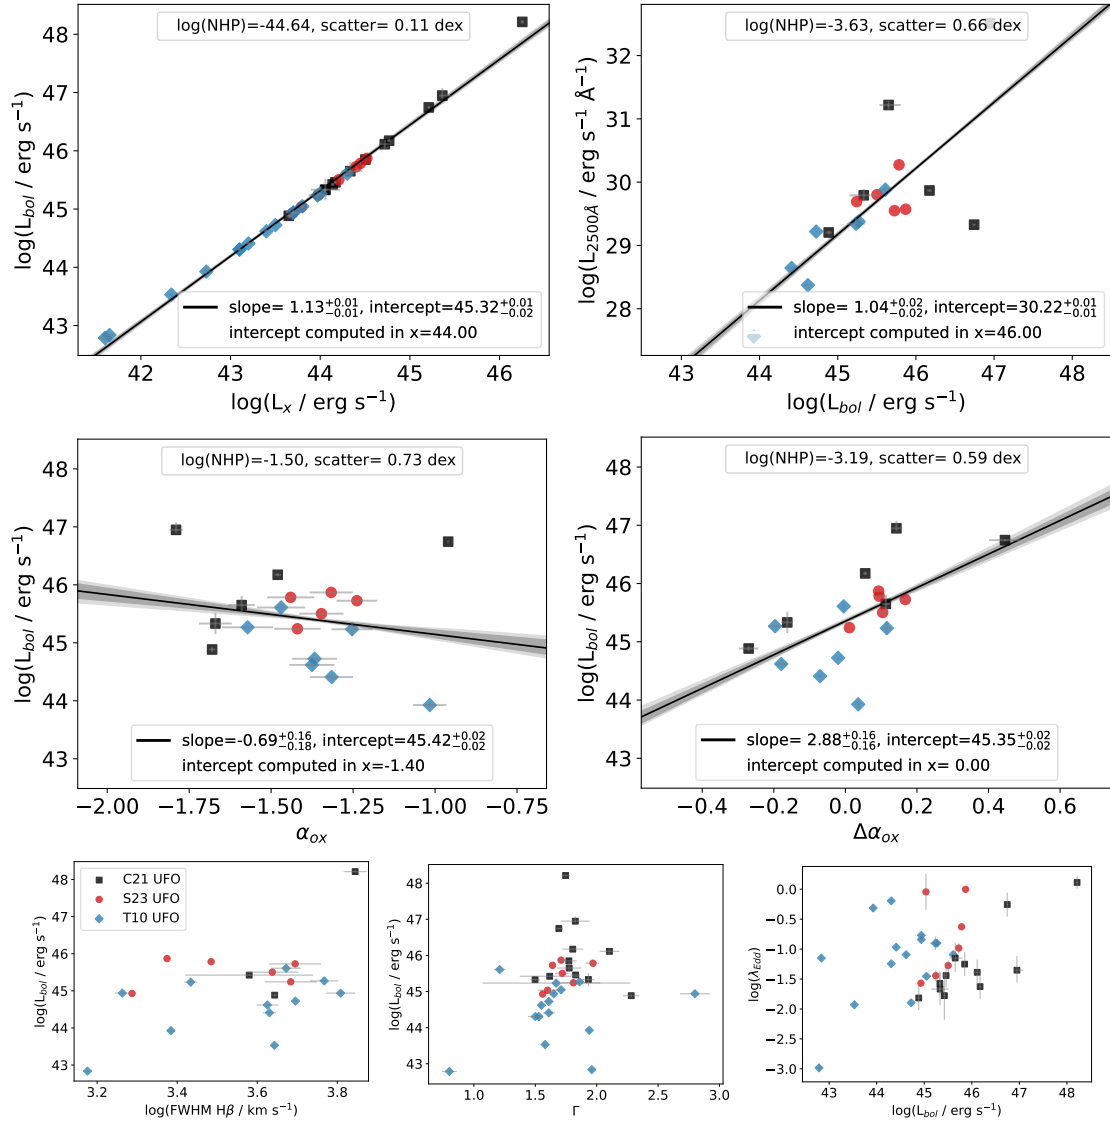 log(NHP)=-44.64, scatter= 0.11 dex
48
47
46
45
44
43
log(L_bol / erg s⁻¹)
slope= 1.13^{+0.01}_{-0.01}, intercept=45.32^{+0.01}_{-0.02}
intercept computed in x=44.00
42 43 44 45 46
log(L_x / erg s⁻¹)
log(NHP)=-3.63, scatter= 0.66 dex
32
31
30
29
28
log(L_2500Å / erg s⁻¹ Å⁻¹)
slope= 1.04^{+0.02}_{-0.02}, intercept=30.22^{+0.01}_{-0.01}
intercept computed in x=46.00
43 44 45 46 47 48
log(L_bol / erg s⁻¹)
log(NHP)=-1.50, scatter= 0.73 dex
48
47
46
45
44
43
log(L_bol / erg s⁻¹)
slope=-0.69^{+0.16}_{-0.18}, intercept=45.42^{+0.02}_{-0.02}
intercept computed in x=-1.40
−2.00 −1.75 −1.50 −1.25 −1.00 −0.75
α_ox
log(NHP)=-3.19, scatter= 0.59 dex
48
47
46
45
44
43
log(L_bol / erg s⁻¹)
slope= 2.88^{+0.16}_{-0.16}, intercept=45.35^{+0.02}_{-0.02}
intercept computed in x= 0.00
−0.4 −0.2 0.0 0.2 0.4 0.6
Δα_ox
C21 UFO
S23 UFO
T10 UFO
48
47
46
45
44
43
log(L_bol / erg s⁻¹)
3.2 3.4 3.6 3.8
log(FWHM Hβ / km s⁻¹)
48
47
46
45
44
43
log(L_bol / erg s⁻¹)
1.0 1.5 2.0 2.5 3.0
Γ
0.0
−0.5
−1.0
−1.5
−2.0
−2.5
−3.0
log(λ_Edd)
43 44 45 46 47 48
log(L_bol / erg s⁻¹)